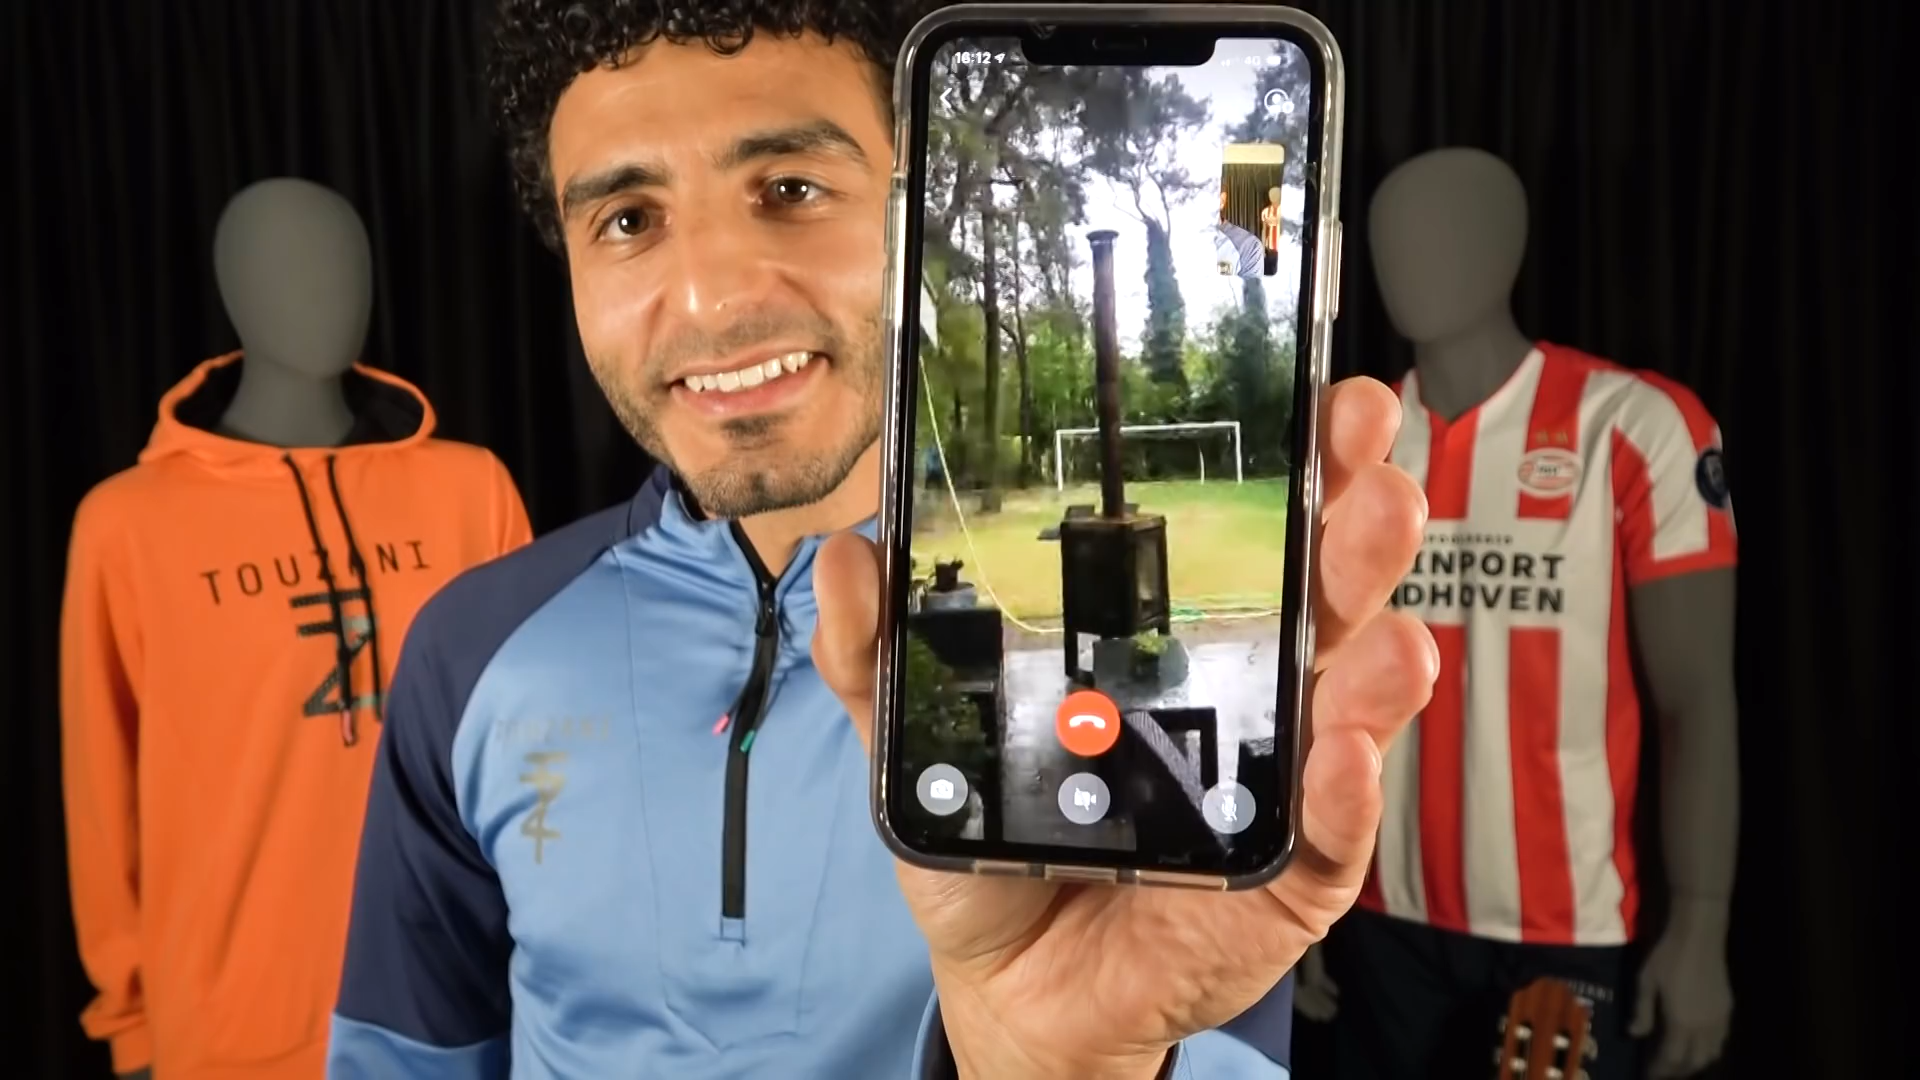 16:12
4G
TOUZANI
TOUZANI
INPORT
NDHOVEN